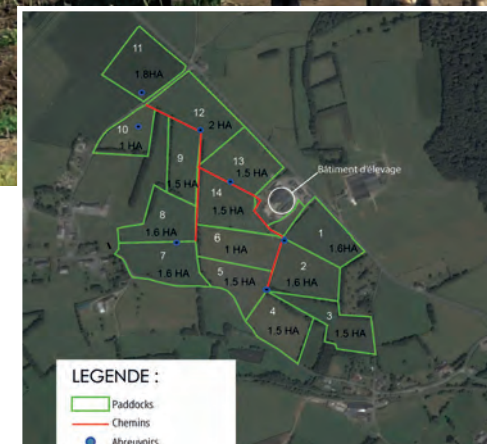 11
1.8HA
12
2 HA
10
1 HA
9
1.5 HA
13
1.5 HA
Bâtiment d'élevage
14
1.5 HA
8
1.6 HA
6
1 HA
1
1.6HA
7
1.6 HA
5
1.5 HA
2
1.6 HA
4
1.5 HA
3
1.5 HA
LEGENDE :
Paddocks
Chemins
Abreuvoirs